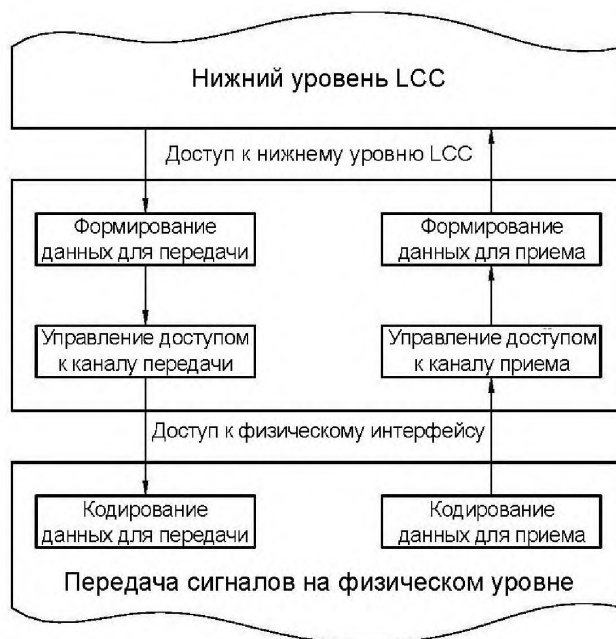 Нижний уровень LCC
Доступ к нижнему уровню LCC
Формирование
данных для передачи
Формирование
данных для приема
Управление доступом
к каналу передачи
Управление доступом
к каналу приема
Доступ к физическому интерфейсу
Кодирование
данных для передачи
Кодирование
данных для приема
Передача сигналов на физическом уровне